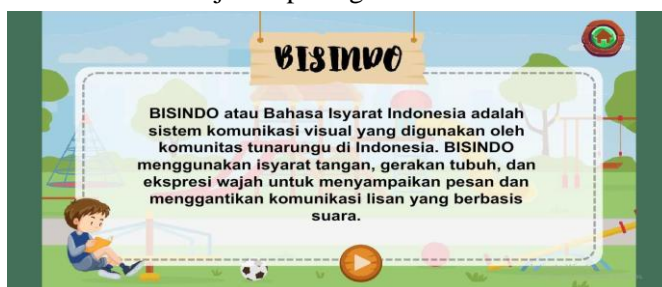 BISINDO
BISINDO atau Bahasa Isyarat Indonesia adalah
sistem komunikasi visual yang digunakan oleh
komunitas tunarungu di Indonesia. BISINDO
menggunakan isyarat tangan, gerakan tubuh, dan
ekspresi wajah untuk menyampaikan pesan dan
menggantikan komunikasi lisan yang berbasis
suara.